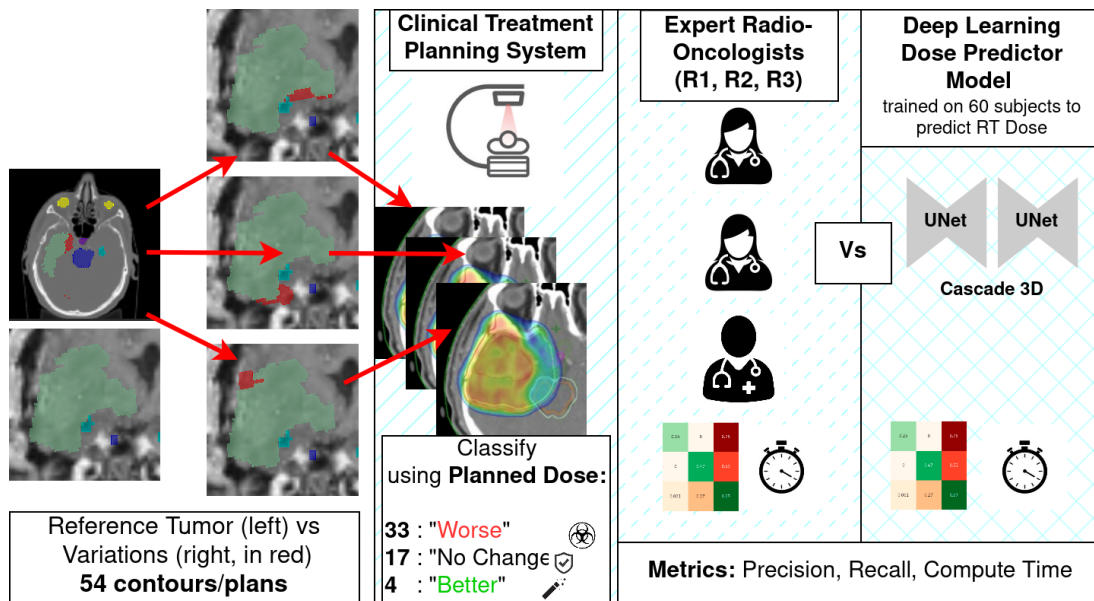 Clinical Treatment
Planning System
Expert Radio-
Oncologists
(R1, R2, R3)
Deep Learning
Dose Predictor
Model
trained on 60 subjects to
predict RT Dose
UNet
UNet
Vs
Cascade 3D
Classify
using Planned Dose:
33 : "Worse"
17 : "No Change
4 : "Better"
Reference Tumor (left) vs
Variations (right, in red)
54 contours/plans
Metrics: Precision, Recall, Compute Time